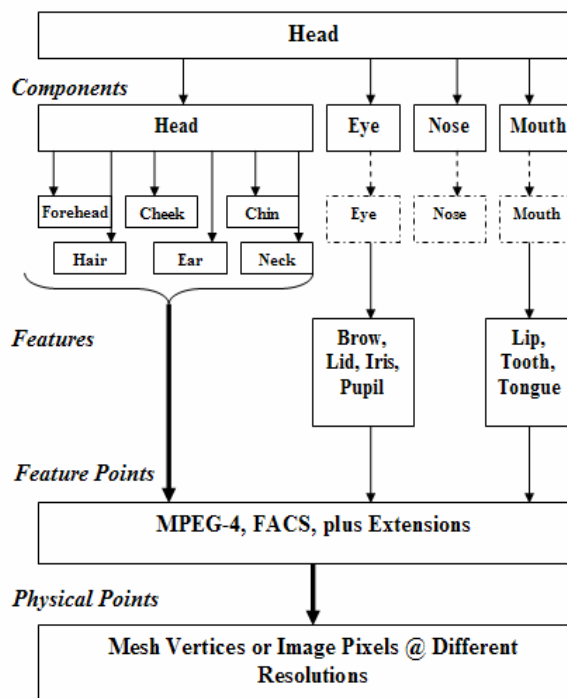 Head
Components
Head
Eye
Nose
Mouth
Forehead
Cheek
Chin
Eye
Nose
Mouth
Hair
Ear
Neck
Features
Brow,
Lid, Iris,
Pupil
Lip,
Tooth,
Tongue
Feature Points
MPEG-4, FACS, plus Extensions
Physical Points
Mesh Vertices or Image Pixels @ Different
Resolutions